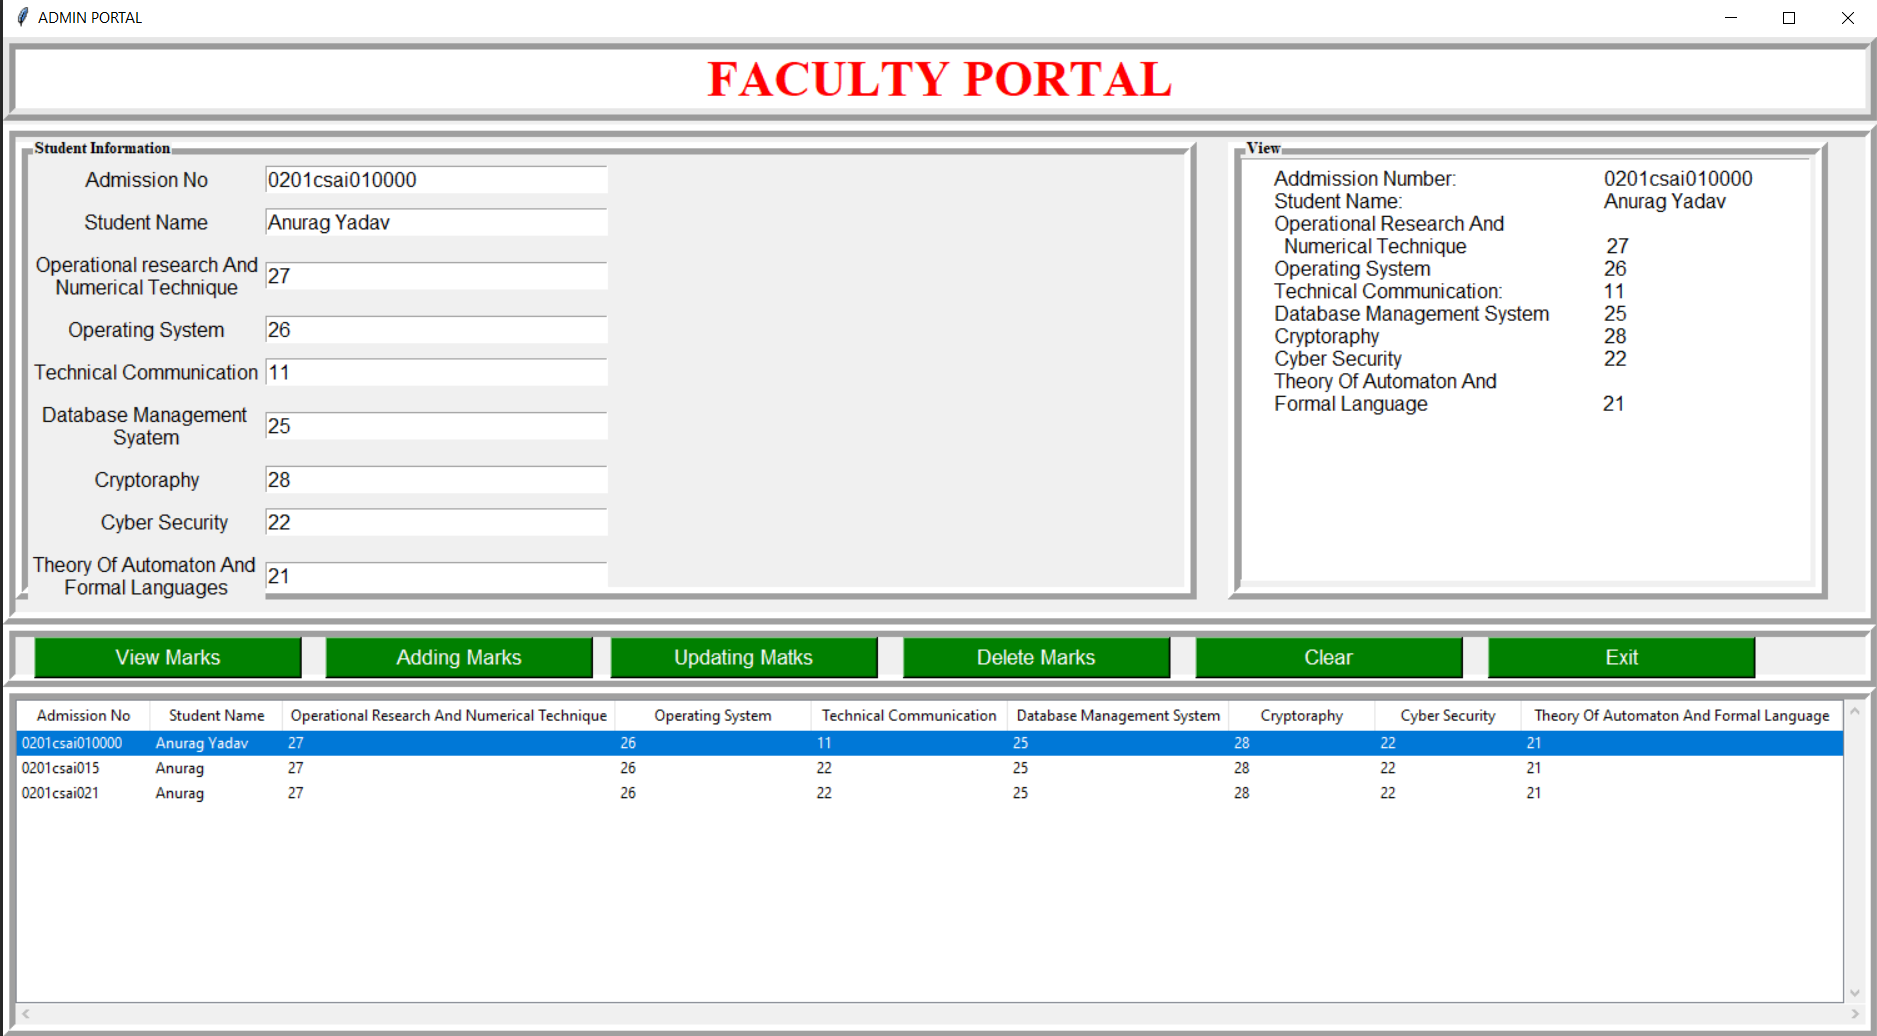 ADMIN PORTAL
FACULTY PORTAL
Student Information
Admission No 0201csai010000
Student Name Anurag Yadav
Operational research And
Numerical Technique 27
Operating System 26
Technical Communication 11
Database Management
Syatem 25
Cryptoraphy 28
Cyber Security 22
Theory Of Automaton And
Formal Languages 21
View
Addmission Number: 0201csai010000
Student Name: Anurag Yadav
Operational Research And
Numerical Technique 27
Operating System 26
Technical Communication: 11
Database Management System 25
Cryptoraphy 28
Cyber Security 22
Theory Of Automaton And
Formal Language 21
View Marks Adding Marks Updating Matks Delete Marks Clear Exit
Admission No Student Name Operational Research And Numerical Technique Operating System Technical Communication Database Management System Cryptoraphy Cyber Security Theory Of Automaton And Formal Language
0201csai010000 Anurag Yadav 27 26 11 25 28 22 21
0201csai015 Anurag 27 26 22 25 28 22 21
0201csai021 Anurag 27 26 22 25 28 22 21